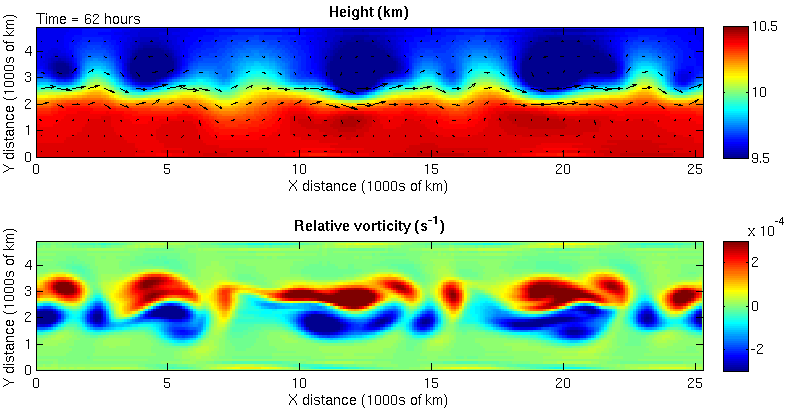 Height (km)
Time = 62 hours
Y distance (1000s of km)
4
3
2
1
0
0 5 10 15 20 25
X distance (1000s of km)
10.5
10
9.5
Relative vorticity (s-1)
Y distance (1000s of km)
4
3
2
1
0
0 5 10 15 20 25
X distance (1000s of km)
x 10-4
2
0
-2